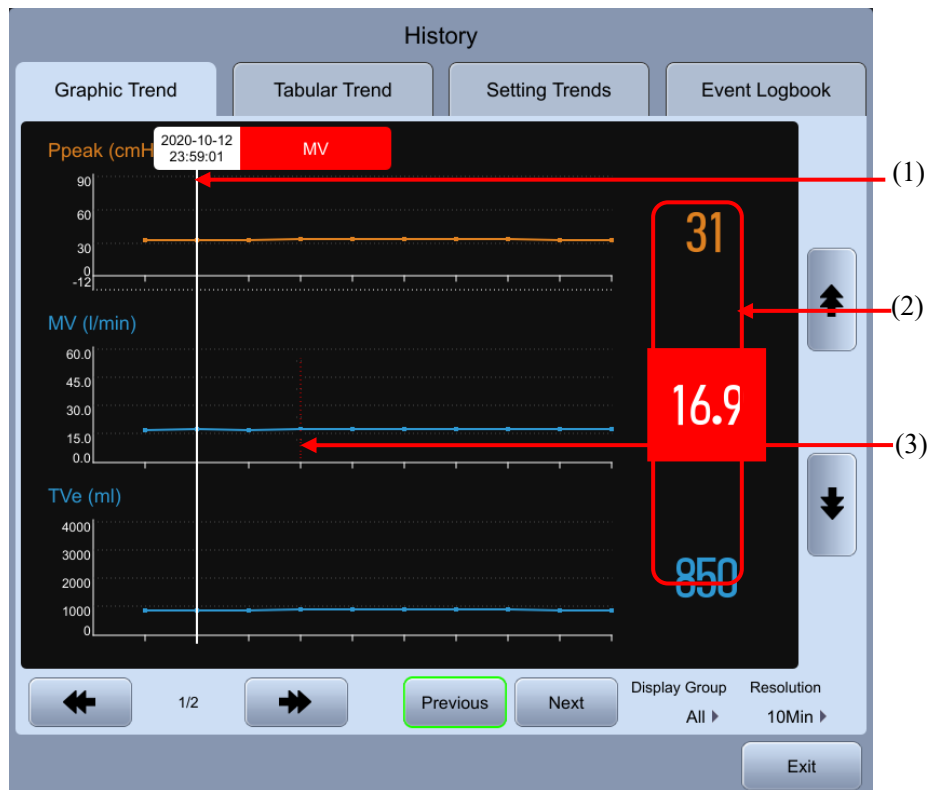 History
Graphic Trend
Tabular Trend
Setting Trends
Event Logbook
Ppeak (cmH
2020-10-12
23:59:01
MV
(1)
90
60
30
0
-12
31
(2)
MV (l/min)
60.0
45.0
30.0
15.0
0.0
16.9
(3)
TVe (ml)
4000
3000
2000
1000
0
850
1/2
Previous
Next
Display Group
All
Resolution
10Min
Exit